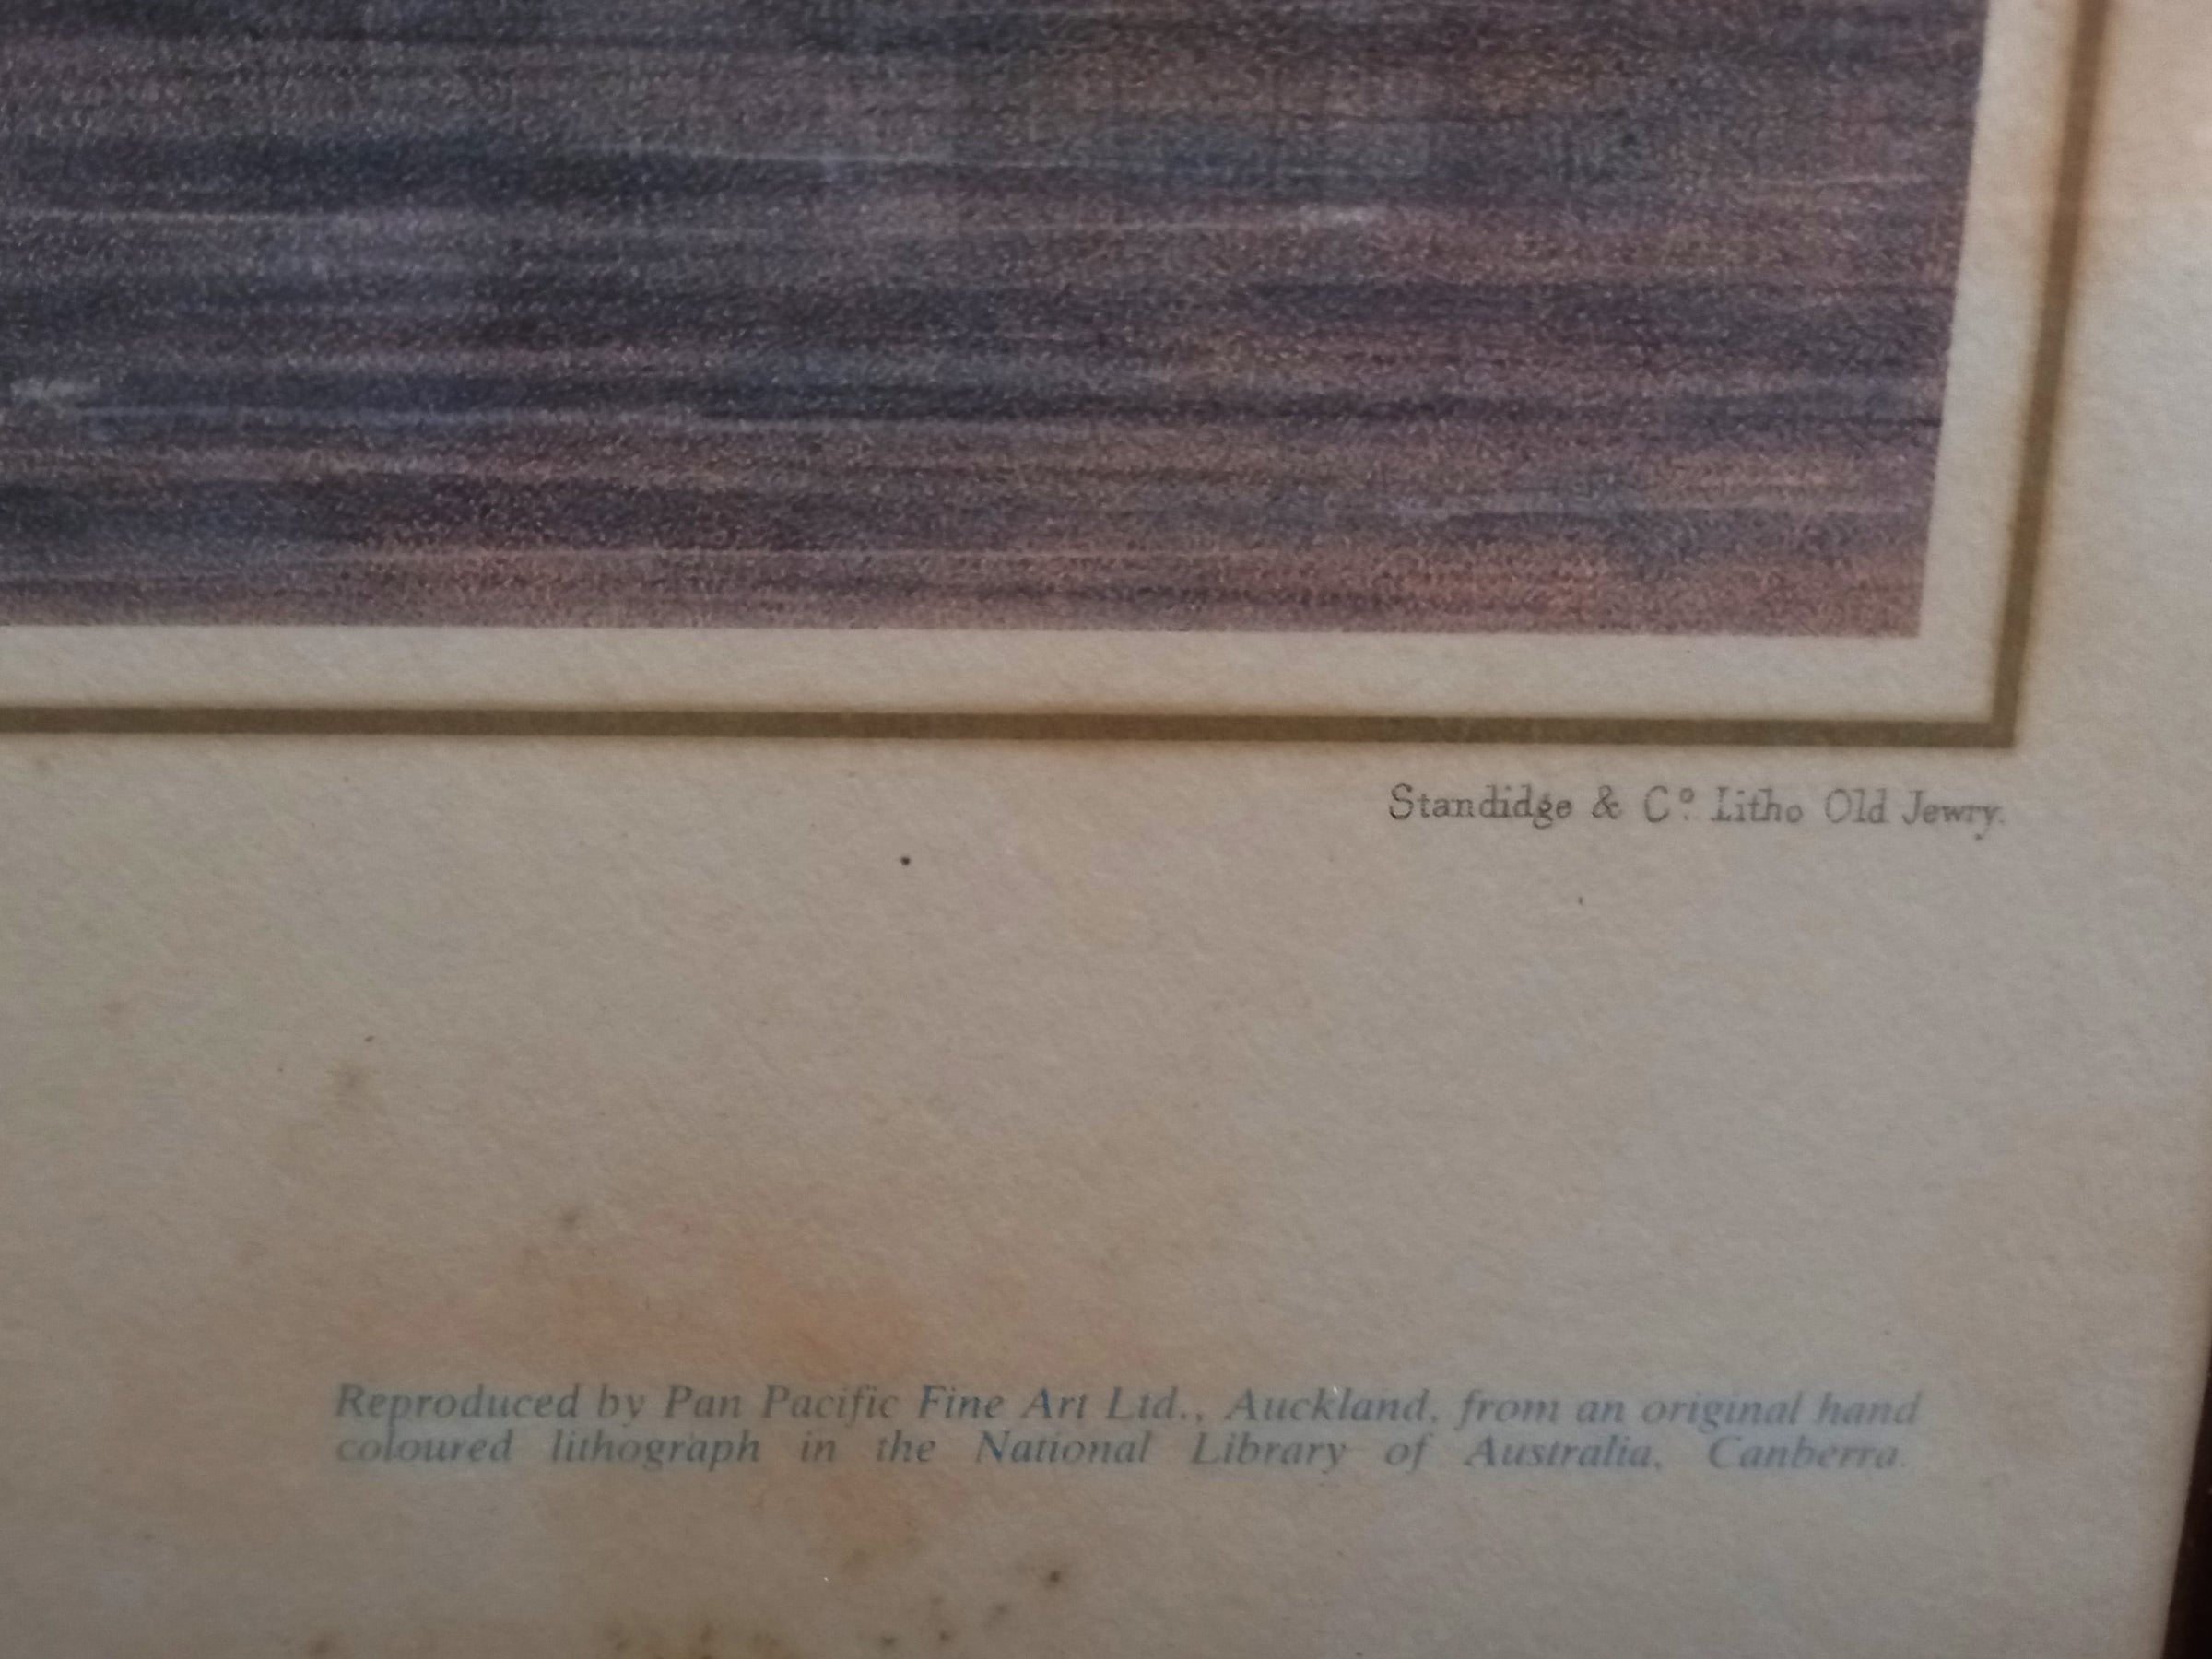 Standidge & Cº Litho Old Jewry.
Reproduced by Pan Pacific Fine Art Ltd., Auckland, from an original hand
coloured lithograph in the National Library of Australia, Canberra.